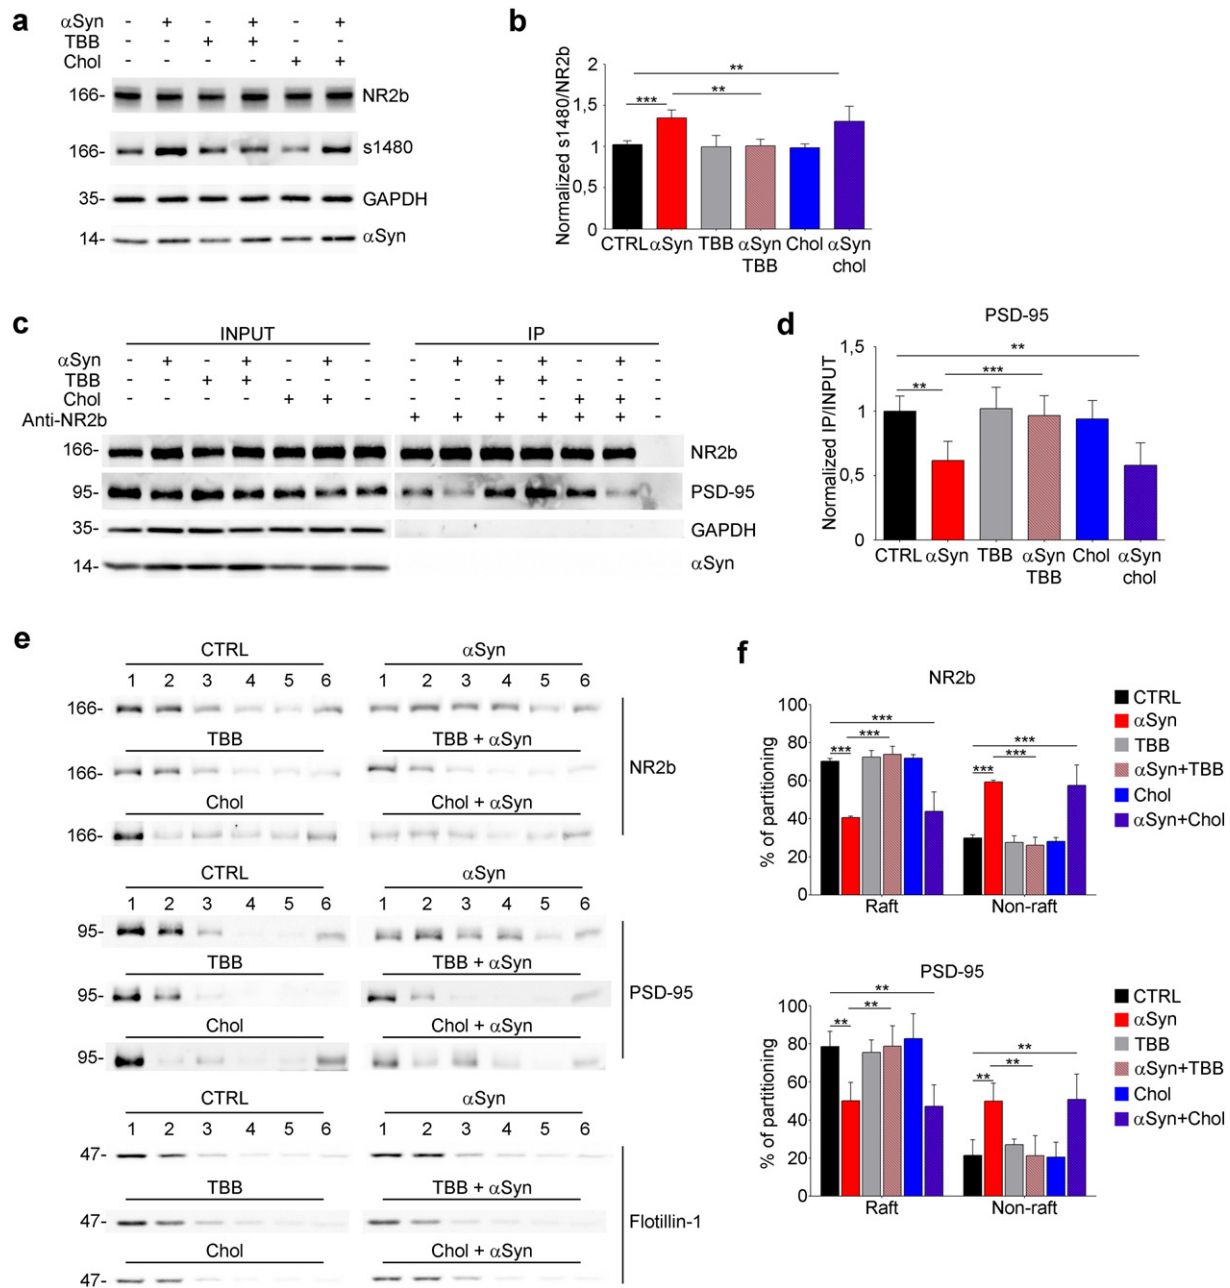 a
αSyn - + - + - +
TBB - - + + - -
Chol - - - - + +
166- NR2b
166- s1480
35- GAPDH
14- αSyn
b
Normalized s1480/NR2b
2
1,5
1
0,5
0
**
*** **
CTRL αSyn TBB αSyn Chol αSyn
TBB chol
c
INPUT IP
αSyn - + - + - + - - + - + - + -
TBB - - + + - - - - - + + - - -
Chol - - - - + + - - - - - + + -
Anti-NR2b - - - - - - - + + + + + + -
166- NR2b
95- PSD-95
35- GAPDH
14- αSyn
d
PSD-95
Normalized IP/INPUT
1,5
1
0,5
0
**
** ***
CTRL αSyn TBB αSyn Chol αSyn
TBB chol
e
CTRL αSyn
1 2 3 4 5 6 1 2 3 4 5 6
166-
TBB TBB + αSyn
166- NR2b
Chol Chol + αSyn
166-
CTRL αSyn
1 2 3 4 5 6 1 2 3 4 5 6
95-
TBB TBB + αSyn
95- PSD-95
Chol Chol + αSyn
95-
CTRL αSyn
1 2 3 4 5 6 1 2 3 4 5 6
47-
TBB TBB + αSyn
47- Flotillin-1
Chol Chol + αSyn
47-
f
NR2b
% of partitioning
100
80
60
40
20
0
***
*** ***
***
*** ***
Raft Non-raft
CTRL
αSyn
TBB
αSyn+TBB
Chol
αSyn+Chol
PSD-95
% of partitioning
100
80
60
40
20
0
**
** **
**
** **
Raft Non-raft
CTRL
αSyn
TBB
αSyn+TBB
Chol
αSyn+Chol